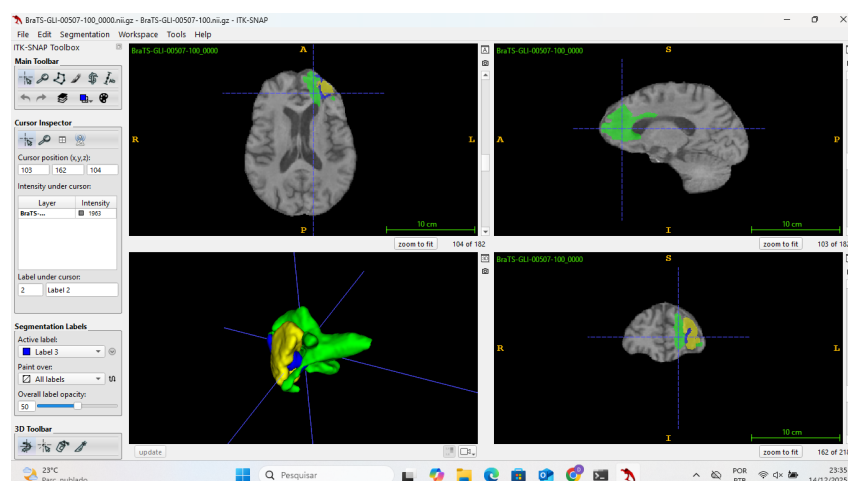 BraTS-GLI-00507-100_0000.nii.gz - BraTS-GLI-00507-100.nii.gz - ITK-SNAP
File Edit Segmentation Workspace Tools Help
ITK-SNAP Toolbox
Main Toolbar
Cursor Inspector
Cursor position (x,y,z):
103 162 104
Intensity under cursor:
Layer Intensity
BraTS-... 1963
Label under cursor:
2 Label 2
Segmentation Labels
Active label:
Label 3
Paint over:
All labels
Overall label opacity:
50
3D Toolbar
BraTS-GLI-00507-100_0000
A
R
L
P
10 cm
zoom to fit 104 of 182
BraTS-GLI-00507-100_0000
S
A
P
I
10 cm
zoom to fit 103 of 182
update
BraTS-GLI-00507-100_0000
S
R
L
I
10 cm
zoom to fit 162 of 218
23°C
Parc. nublado
Pesquisar
POR
PTB
23:35
14/12/2025